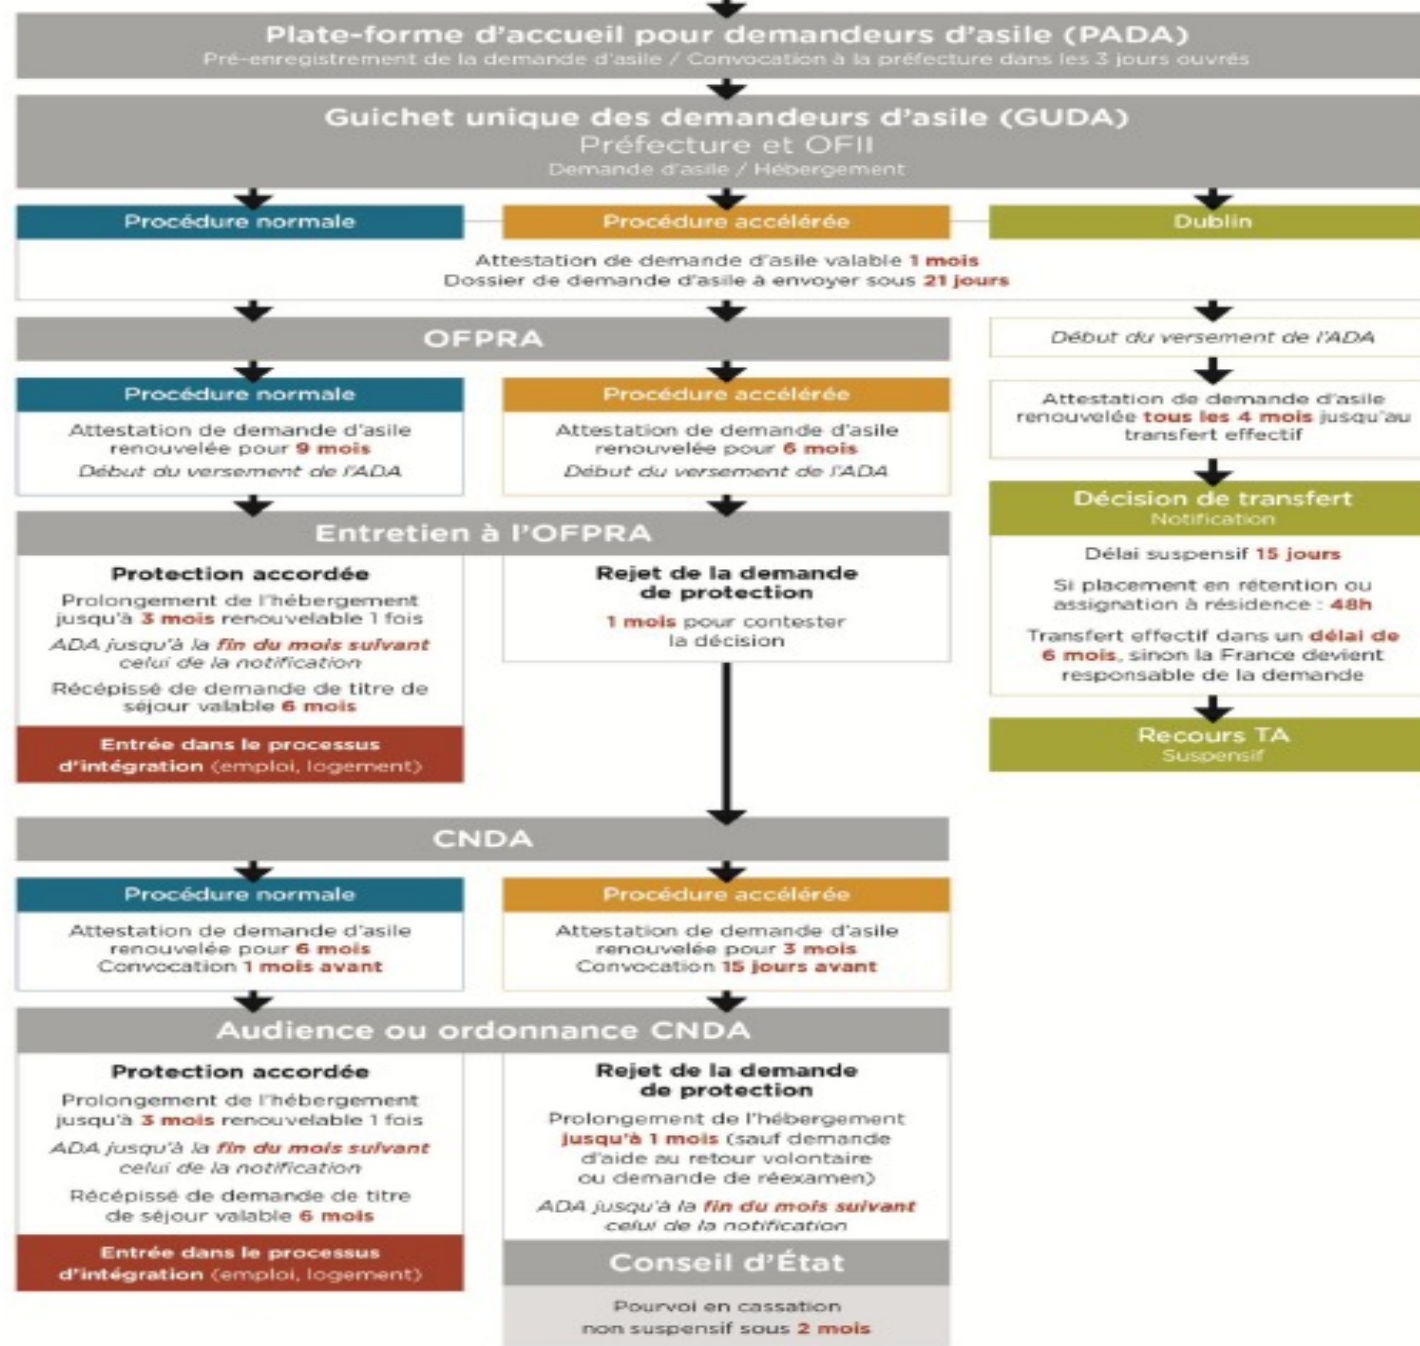 Plate-forme d'accueil pour demandeurs d'asile (PADA)
Pré-enregistrement de la demande d'asile / Convocation à la préfecture dans les 3 jours ouvrés
Guichet unique des demandeurs d'asile (GUDA)
Préfecture et OFII
Demande d'asile / Hébergement
Procédure normale
Procédure accélérée
Dublin
Attestation de demande d'asile valable 1 mois
Dossier de demande d'asile à envoyer sous 21 jours
OFPRA
Procédure normale
Attestation de demande d'asile
renouvelée pour 9 mois
Début du versement de l'ADA
Procédure accélérée
Attestation de demande d'asile
renouvelée pour 6 mois
Début du versement de l'ADA
Début du versement de l'ADA
Attestation de demande d'asile
renouvelée tous les 4 mois jusqu'au
transfert effectif
Entretien à l'OFPRA
Protection accordée
Prolongement de l'hébergement
jusqu'à 3 mois renouvelable 1 fois
ADA jusqu'à la fin du mois suivant
celui de la notification
Récépissé de demande de titre de
séjour valable 6 mois
Entrée dans le processus
d'intégration (emploi, logement)
Rejet de la demande
de protection
1 mois pour contester
la décision
Décision de transfert
Notification
Délai suspensif 15 jours
Si placement en rétention ou
assignation à résidence : 48h
Transfert effectif dans un délai de
6 mois, sinon la France devient
responsable de la demande
Recours TA
Suspensif
CNDA
Procédure normale
Attestation de demande d'asile
renouvelée pour 6 mois
Convocation 1 mois avant
Procédure accélérée
Attestation de demande d'asile
renouvelée pour 3 mois
Convocation 15 jours avant
Audience ou ordonnance CNDA
Protection accordée
Prolongement de l'hébergement
jusqu'à 3 mois renouvelable 1 fois
ADA jusqu'à la fin du mois suivant
celui de la notification
Récépissé de demande de titre
de séjour valable 6 mois
Entrée dans le processus
d'intégration (emploi, logement)
Rejet de la demande
de protection
Prolongement de l'hébergement
jusqu'à 1 mois (sauf demande
d'aide au retour volontaire
ou demande de réexamen)
ADA jusqu'à la fin du mois suivant
celui de la notification
Conseil d'État
Pourvoi en cassation
non suspensif sous 2 mois